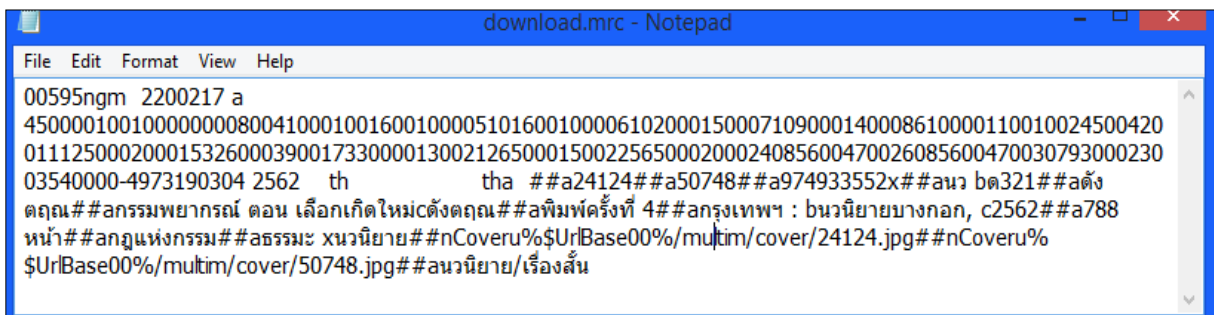 download.mrc - Notepad
File Edit Format View Help
00595ngm 2200217 a
450000100100000000800410001001600100005101600100006102000150007109000140008610000110010024500420
0111250002000153260003900173300001300212650001500225650002000240856004700260856004700307930002 30
03540000-4973190304 2562 th tha ##a24124##a50748##a974933552x##aนว บด321##aดัง
ตฤณ##aกรรมพยากรณ์ ตอน เลือกเกิดใหม่cดังตฤณ##aพิมพ์ครั้งที่ 4##aกรุงเทพฯ : bนวนิยายบางกอก, c2562##a788
หน้า##aกฎแห่งกรรม##aธรรมะ xนวนิยาย##nCoveru%$UrlBase00%/multim/cover/24124.jpg##nCoveru%
$UrlBase00%/multim/cover/50748.jpg##aนวนิยาย/เรื่องสั้น